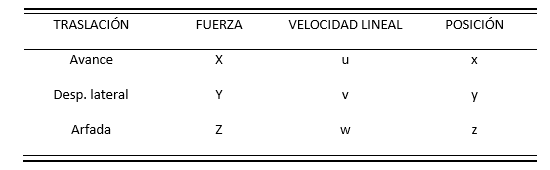 TRASLACIÓN FUERZA VELOCIDAD LINEAL POSICIÓN
Avance X u x
Desp. lateral Y v y
Arfada Z w z